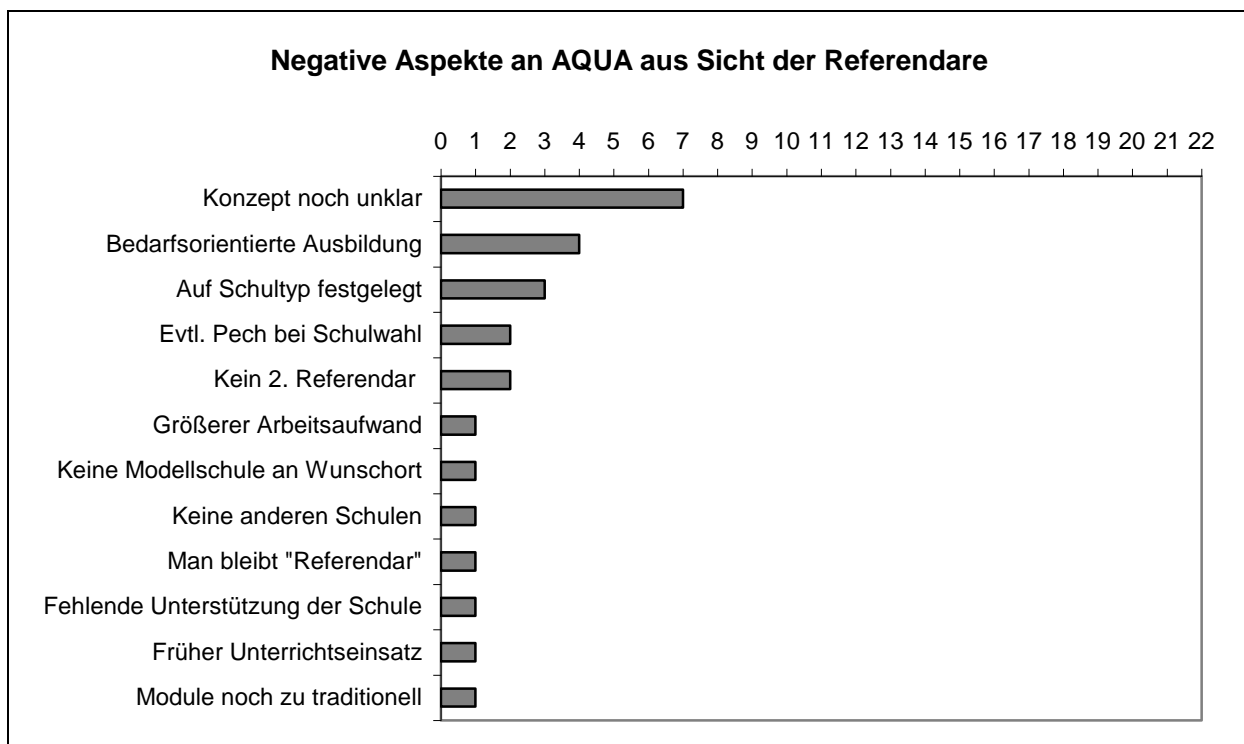 Negative Aspekte an AQUA aus Sicht der Referendare
0 1 2 3 4 5 6 7 8 9 10 11 12 13 14 15 16 17 18 19 20 21 22
Konzept noch unklar
Bedarfsorientierte Ausbildung
Auf Schultyp festgelegt
Evtl. Pech bei Schulwahl
Kein 2. Referendar
Größerer Arbeitsaufwand
Keine Modellschule an Wunschort
Keine anderen Schulen
Man bleibt "Referendar"
Fehlende Unterstützung der Schule
Früher Unterrichtseinsatz
Module noch zu traditionell